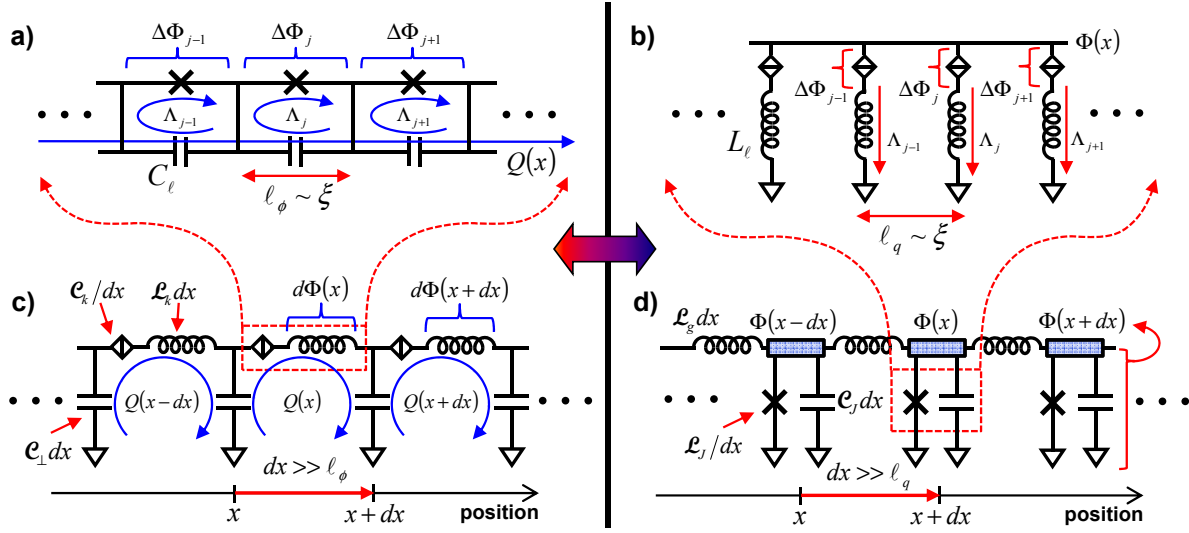 a)
ΔΦ_{j-1} ΔΦ_j ΔΦ_{j+1}
Λ_{j-1} Λ_j Λ_{j+1}
C_ℓ
Q(x)
ℓ_ϕ ~ ξ
b)
Φ(x)
ΔΦ_{j-1} ΔΦ_j ΔΦ_{j+1}
L_ℓ
Λ_{j-1} Λ_j Λ_{j+1}
ℓ_q ~ ξ
c)
𝓒_k/dx 𝓛_k dx dΦ(x) dΦ(x+dx)
Q(x-dx) Q(x) Q(x+dx)
𝓒_⊥dx
dx >> ℓ_ϕ
x x+dx position
d)
𝓛_g dx Φ(x-dx) Φ(x) Φ(x+dx)
𝓒_J dx
𝓛_J/dx
dx >> ℓ_q
x x+dx position